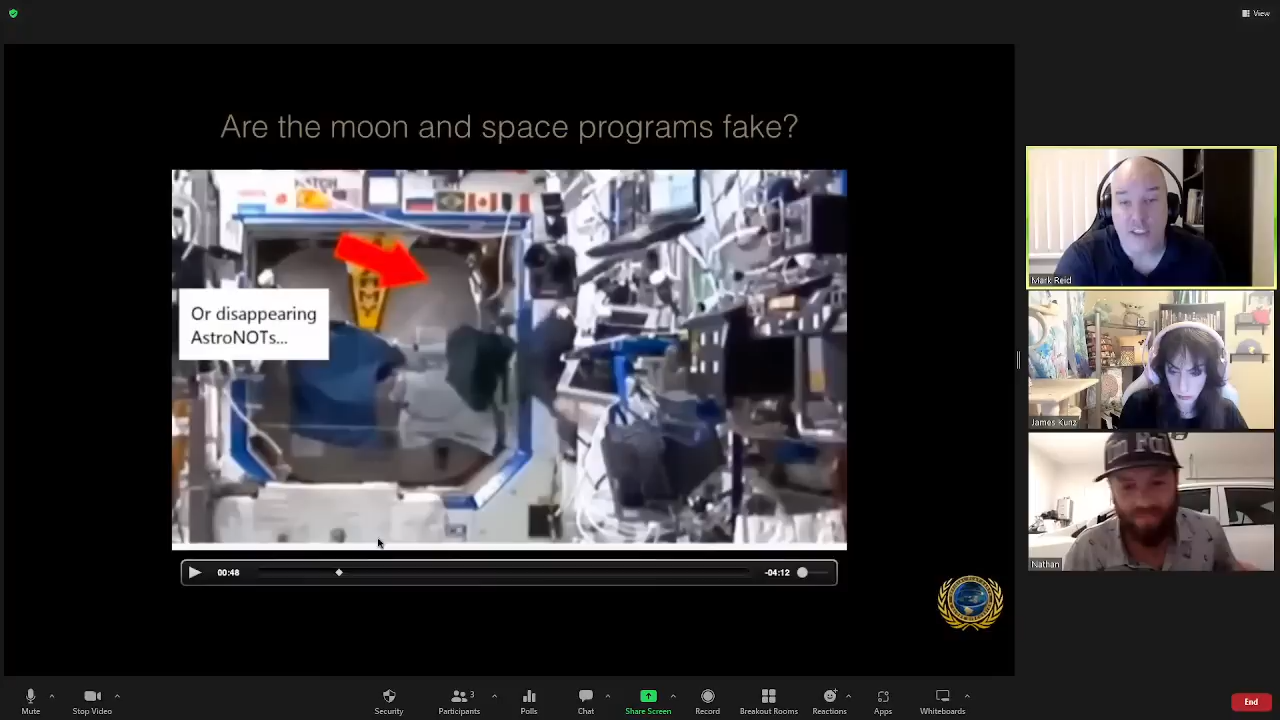 View
Are the moon and space programs fake?
Or disappearing
AstroNOTs...
00:48
-04:12
Mark Reid
James Kunz
Nathan
Mute
Stop Video
Security
Participants
3
Polls
Chat
Share Screen
Record
Breakout Rooms
Reactions
Apps
Whiteboards
End